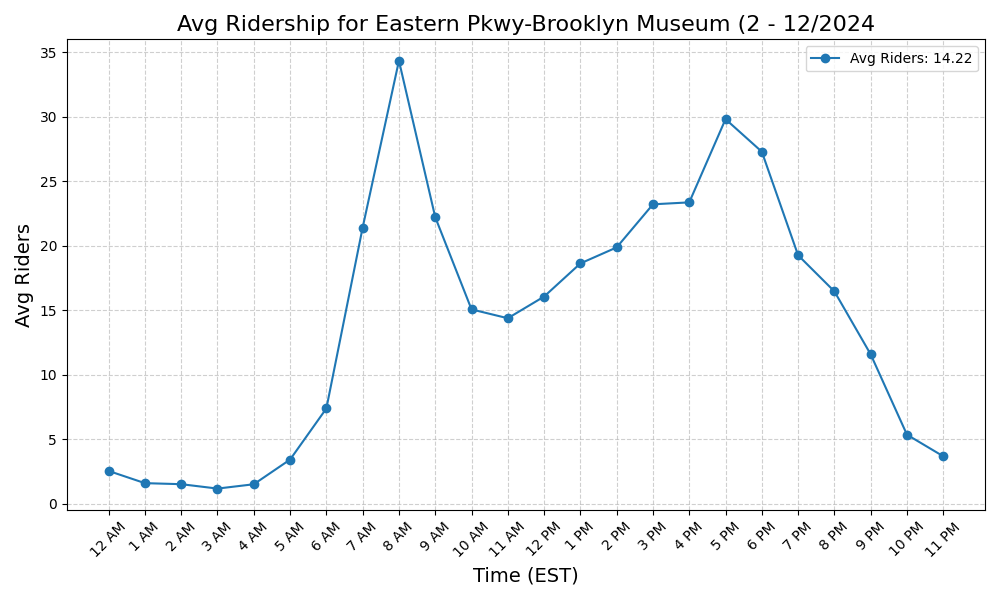 Avg Ridership for Eastern Pkwy-Brooklyn Museum (2 - 12/2024
Avg Riders: 14.22
Avg Riders
35
30
25
20
15
10
5
0
12 AM
1 AM
2 AM
3 AM
4 AM
5 AM
6 AM
7 AM
8 AM
9 AM
10 AM
11 AM
12 PM
1 PM
2 PM
3 PM
4 PM
5 PM
6 PM
7 PM
8 PM
9 PM
10 PM
11 PM
Time (EST)